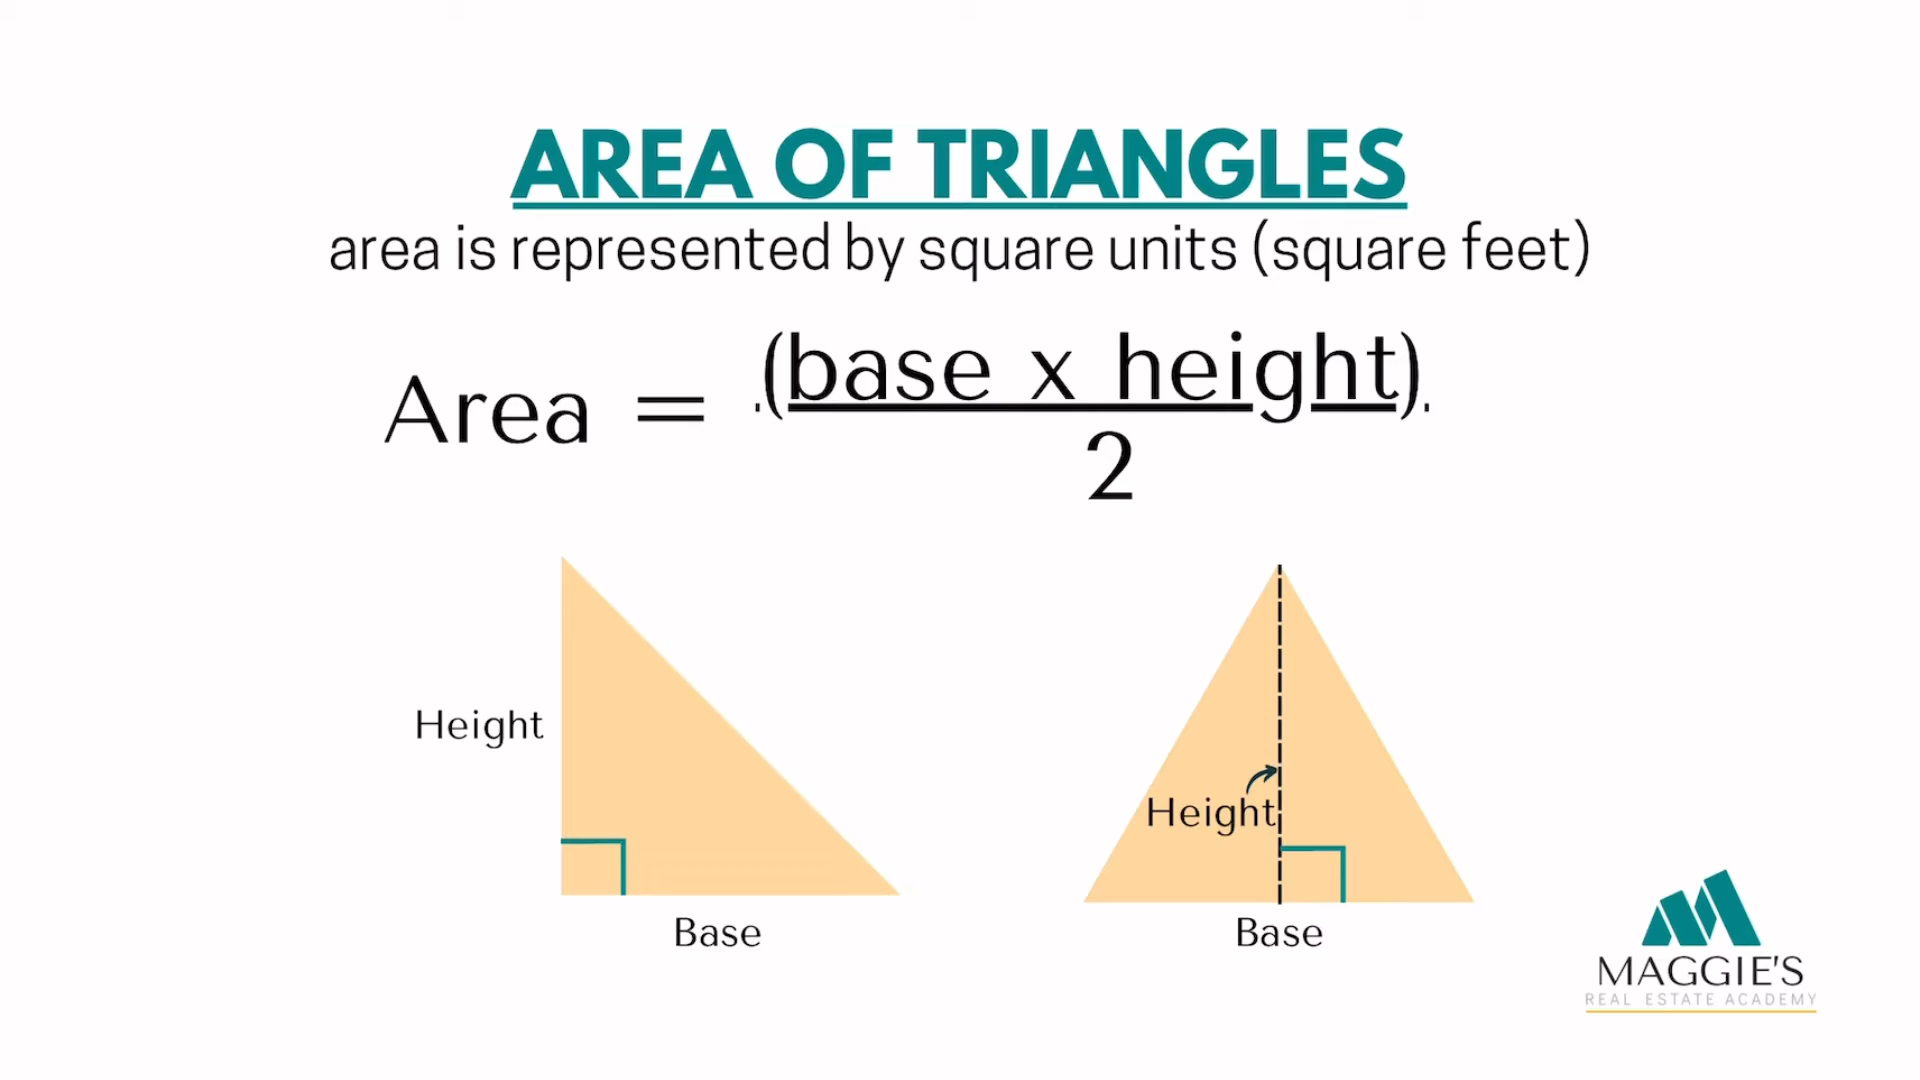 AREA OF TRIANGLES
area is represented by square units (square feet)
Area = (base x height)
2
Height
Base
Height
Base
MAGGIE'S
REAL ESTATE ACADEMY